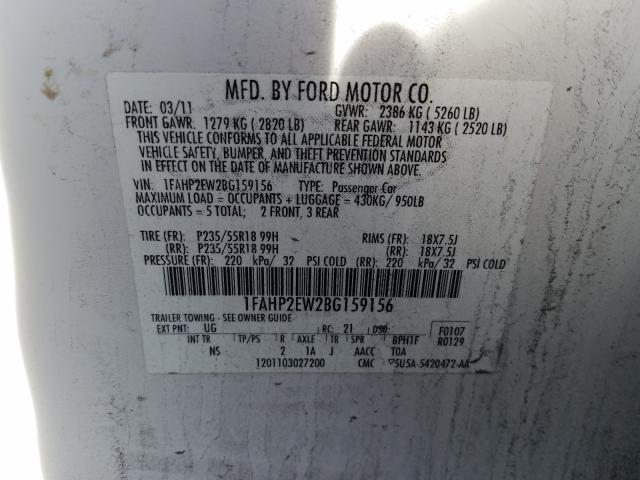 MFD. BY FORD MOTOR CO.
DATE: 03/11 GVWR: 2386 KG ( 5260 LB)
FRONT GAWR: 1279 KG ( 2820 LB) REAR GAWR: 1143 KG ( 2520 LB)
THIS VEHICLE CONFORMS TO ALL APPLICABLE FEDERAL MOTOR
VEHICLE SAFETY, BUMPER, AND THEFT PREVENTION STANDARDS
IN EFFECT ON THE DATE OF MANUFACTURE SHOWN ABOVE.
VIN: 1FAHP2EW2BG159156 TYPE: Passenger Car
MAXIMUM LOAD = OCCUPANTS + LUGGAGE = 430KG/ 950LB
OCCUPANTS = 5 TOTAL; 2 FRONT, 3 REAR
TIRE (FR): P235/55R18 99H RIMS (FR): 18X7.5J
(RR): P235/55R18 99H (RR): 18X7.5J
PRESSURE (FR): 220 kPa/ 32 PSI COLD (RR): 220 kPa/ 32 PSI COLD
1FAHP2EW2BG159156
TRAILER TOWING - SEE OWNER GUIDE
EXT PNT: UG RC: 21 DSO: F0107
INT TR TP/PS R AXLE TR SPR BPH1F R0129
NS 2 1A J AACC TOA
1201103027200 CMC 5U5A-5420472-AA